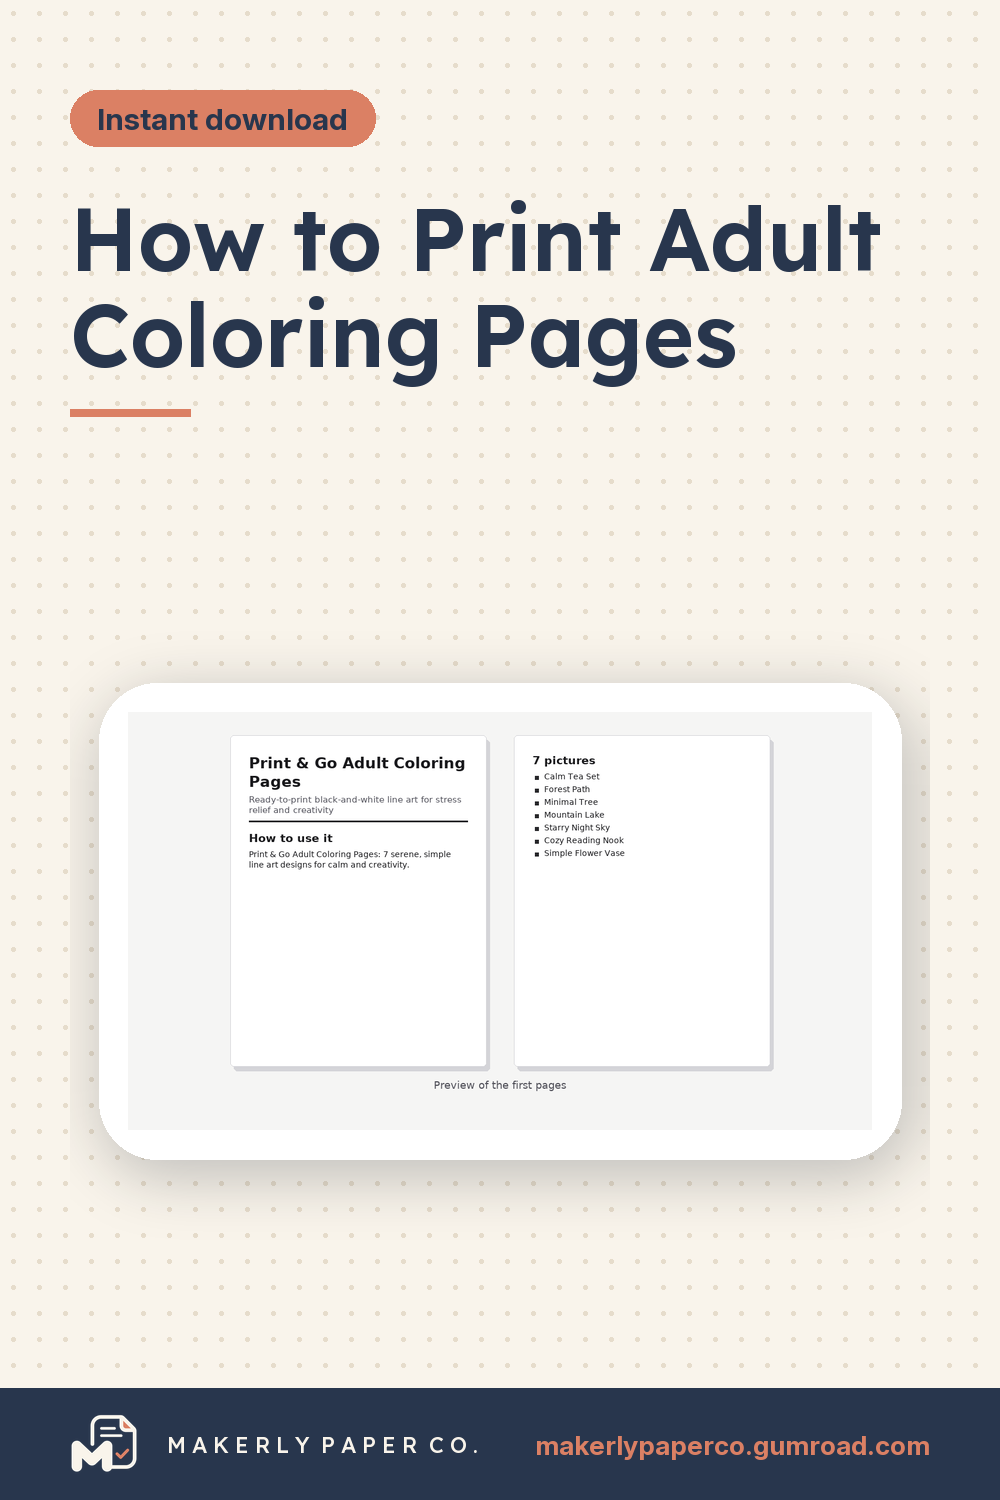 Instant download
How to Print Adult
Coloring Pages
Print & Go Adult Coloring
Pages
Ready-to-print black-and-white line art for stress
relief and creativity
How to use it
Print & Go Adult Coloring Pages: 7 serene, simple
line art designs for calm and creativity.
7 pictures
▪ Calm Tea Set
▪ Forest Path
▪ Minimal Tree
▪ Mountain Lake
▪ Starry Night Sky
▪ Cozy Reading Nook
▪ Simple Flower Vase
Preview of the first pages
MAKERLY PAPER CO.
makerlypaperco.gumroad.com